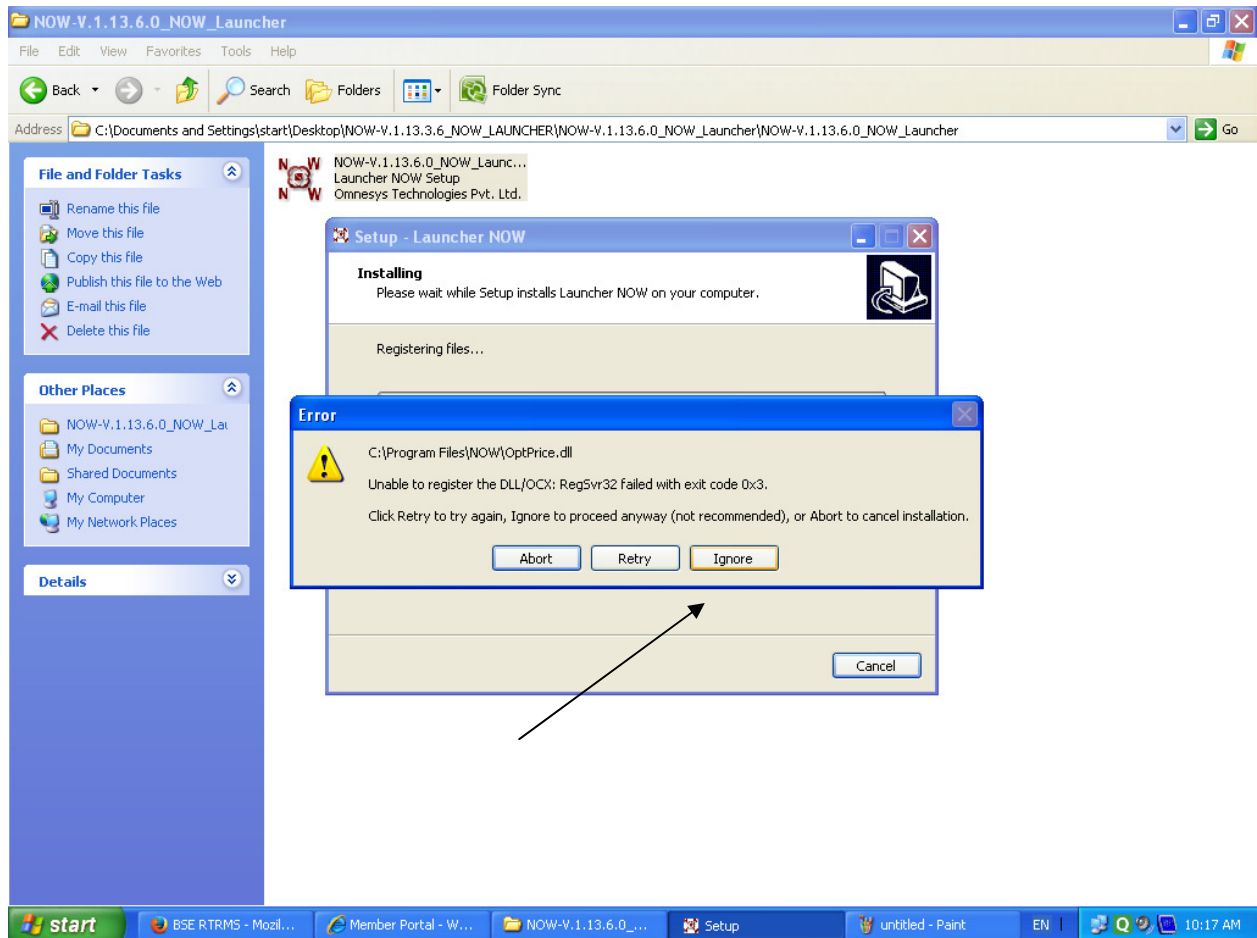 NOW-V.1.13.6.0_NOW_Launcher
File Edit View Favorites Tools Help
Back Search Folders Folder Sync
Address C:\Documents and Settings\start\Desktop\NOW-V.1.13.3.6_NOW_LAUNCHER\NOW-V.1.13.6.0_NOW_Launcher\NOW-V.1.13.6.0_NOW_Launcher Go
File and Folder Tasks
Rename this file
Move this file
Copy this file
Publish this file to the Web
E-mail this file
Delete this file
Other Places
NOW-V.1.13.6.0_NOW_Lau
My Documents
Shared Documents
My Computer
My Network Places
Details
N W
N W
NOW-V.1.13.6.0_NOW_Launc...
Launcher NOW Setup
Omnesys Technologies Pvt. Ltd.
Setup - Launcher NOW
Installing
Please wait while Setup installs Launcher NOW on your computer.
Registering files...
Error
C:\Program Files\NOW\OptPrice.dll
Unable to register the DLL/OCX: RegSvr32 failed with exit code 0x3.
Click Retry to try again, Ignore to proceed anyway (not recommended), or Abort to cancel installation.
Abort Retry Ignore
Cancel
start BSE RTRMS - Mozil... Member Portal - W... NOW-V.1.13.6.0_... Setup untitled - Paint EN Q 10:17 AM